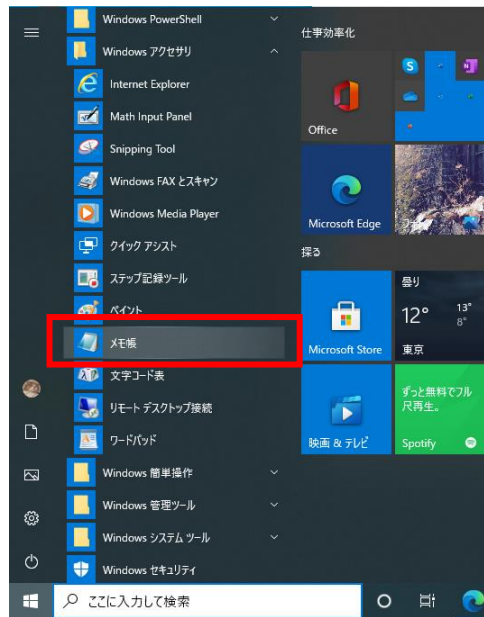 Windows PowerShell
Windows アクセサリ
Internet Explorer
Math Input Panel
Snipping Tool
Windows FAX とスキャン
Windows Media Player
クイック アシスト
ステップ記録ツール
ペイント
メモ帳
文字コード表
リモート デスクトップ接続
ワードパッド
Windows 簡単操作
Windows 管理ツール
Windows システム ツール
Windows セキュリティ
ここに入力して検索
仕事効率化
Office
Microsoft Edge
探る
Microsoft Store
曇り
12°
13°
8°
東京
映画 & テレビ
ずっと無料でフル
尺再生。
Spotify